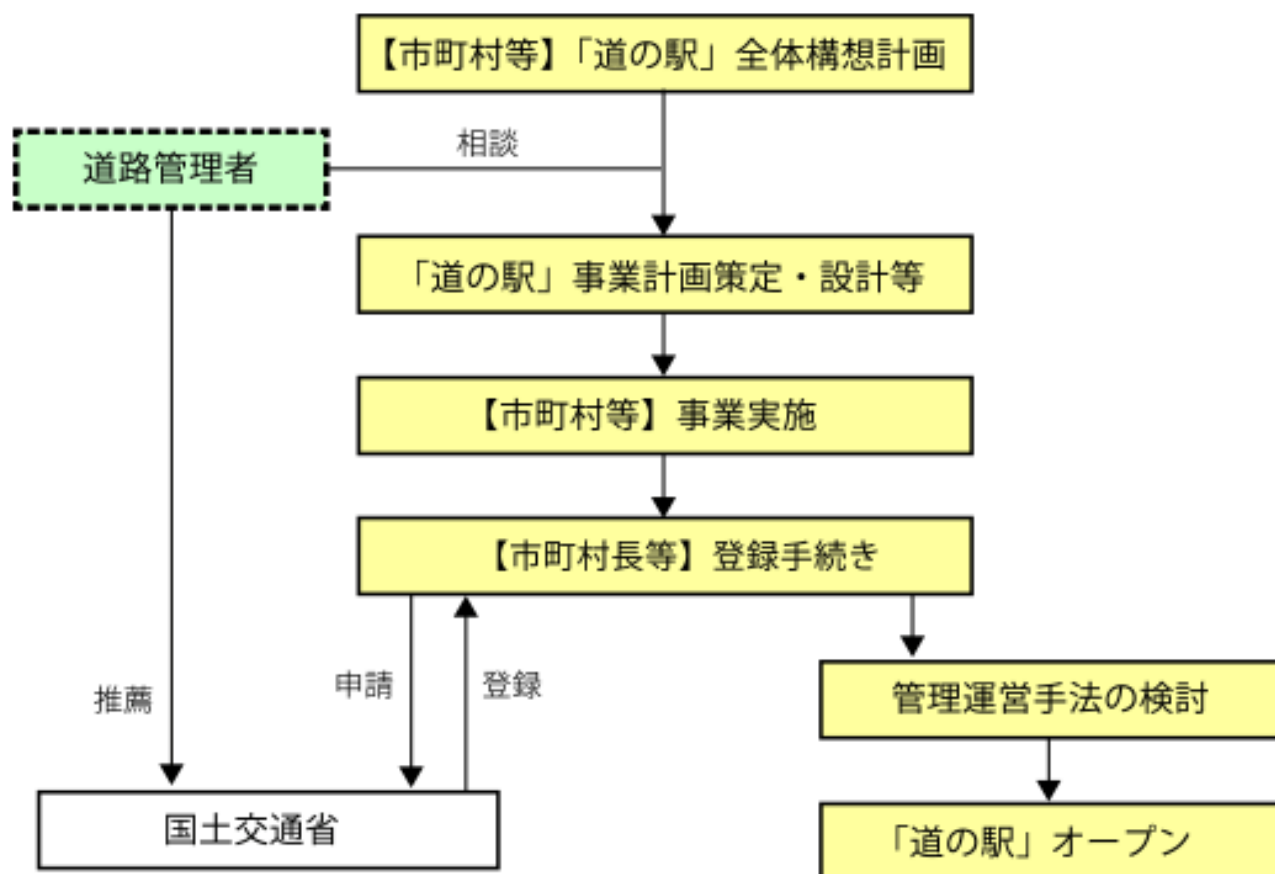 【市町村等】「道の駅」全体構想計画
相談
道路管理者
「道の駅」事業計画策定・設計等
【市町村等】事業実施
【市町村長等】登録手続き
推薦
申請
登録
管理運営手法の検討
国土交通省
「道の駅」オープン